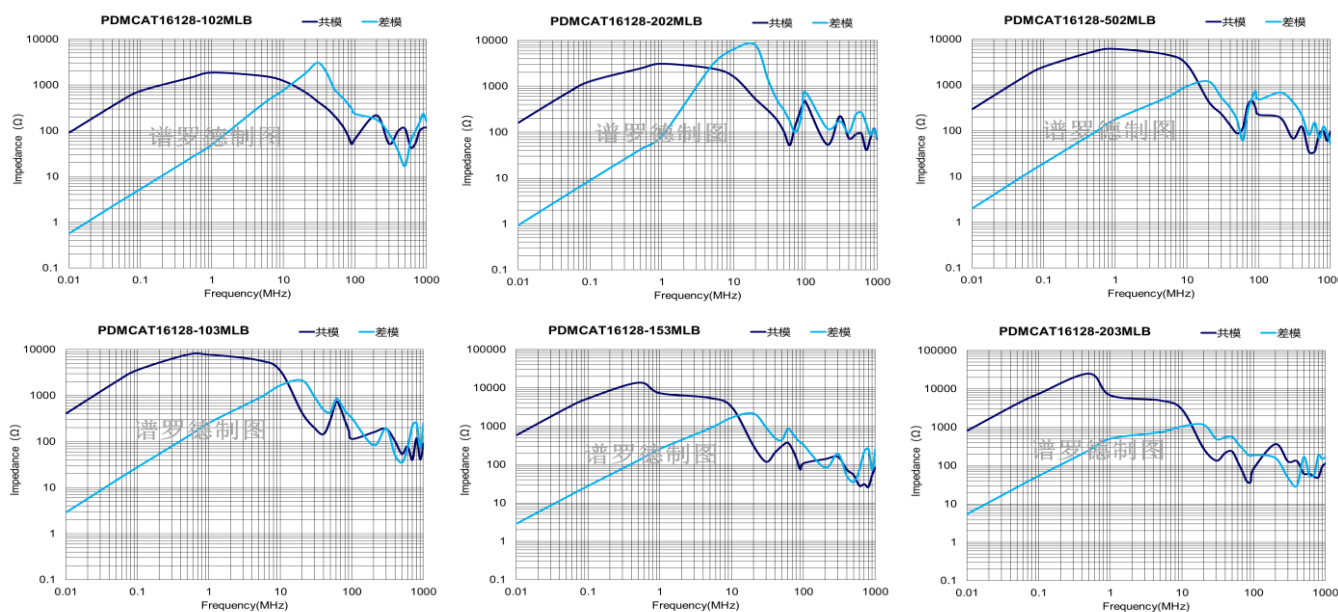 PDMCAT16128-102MLB
共模 差模
10000
1000
100
10
1
0.1
Impedance (Ω)
谱罗德制图
0.01 0.1 1 10 100 1000
Frequency(MHz)
PDMCAT16128-202MLB
共模 差模
10000
1000
100
10
1
0.1
Impedance (Ω)
谱罗德制图
0.01 0.1 1 10 100 1000
Frequency(MHz)
PDMCAT16128-502MLB
共模 差模
10000
1000
100
10
1
0.1
Impedance (Ω)
谱罗德制图
0.01 0.1 1 10 100 1000
Frequency(MHz)
PDMCAT16128-103MLB
共模 差模
10000
1000
100
10
1
0.1
Impedance (Ω)
谱罗德制图
0.01 0.1 1 10 100 1000
Frequency(MHz)
PDMCAT16128-153MLB
共模 差模
100000
10000
1000
100
10
1
0.1
Impedance (Ω)
谱罗德制图
0.01 0.1 1 10 100 1000
Frequency(MHz)
PDMCAT16128-203MLB
共模 差模
100000
10000
1000
100
10
1
0.1
Impedance (Ω)
谱罗德制图
0.01 0.1 1 10 100 1000
Frequency(MHz)